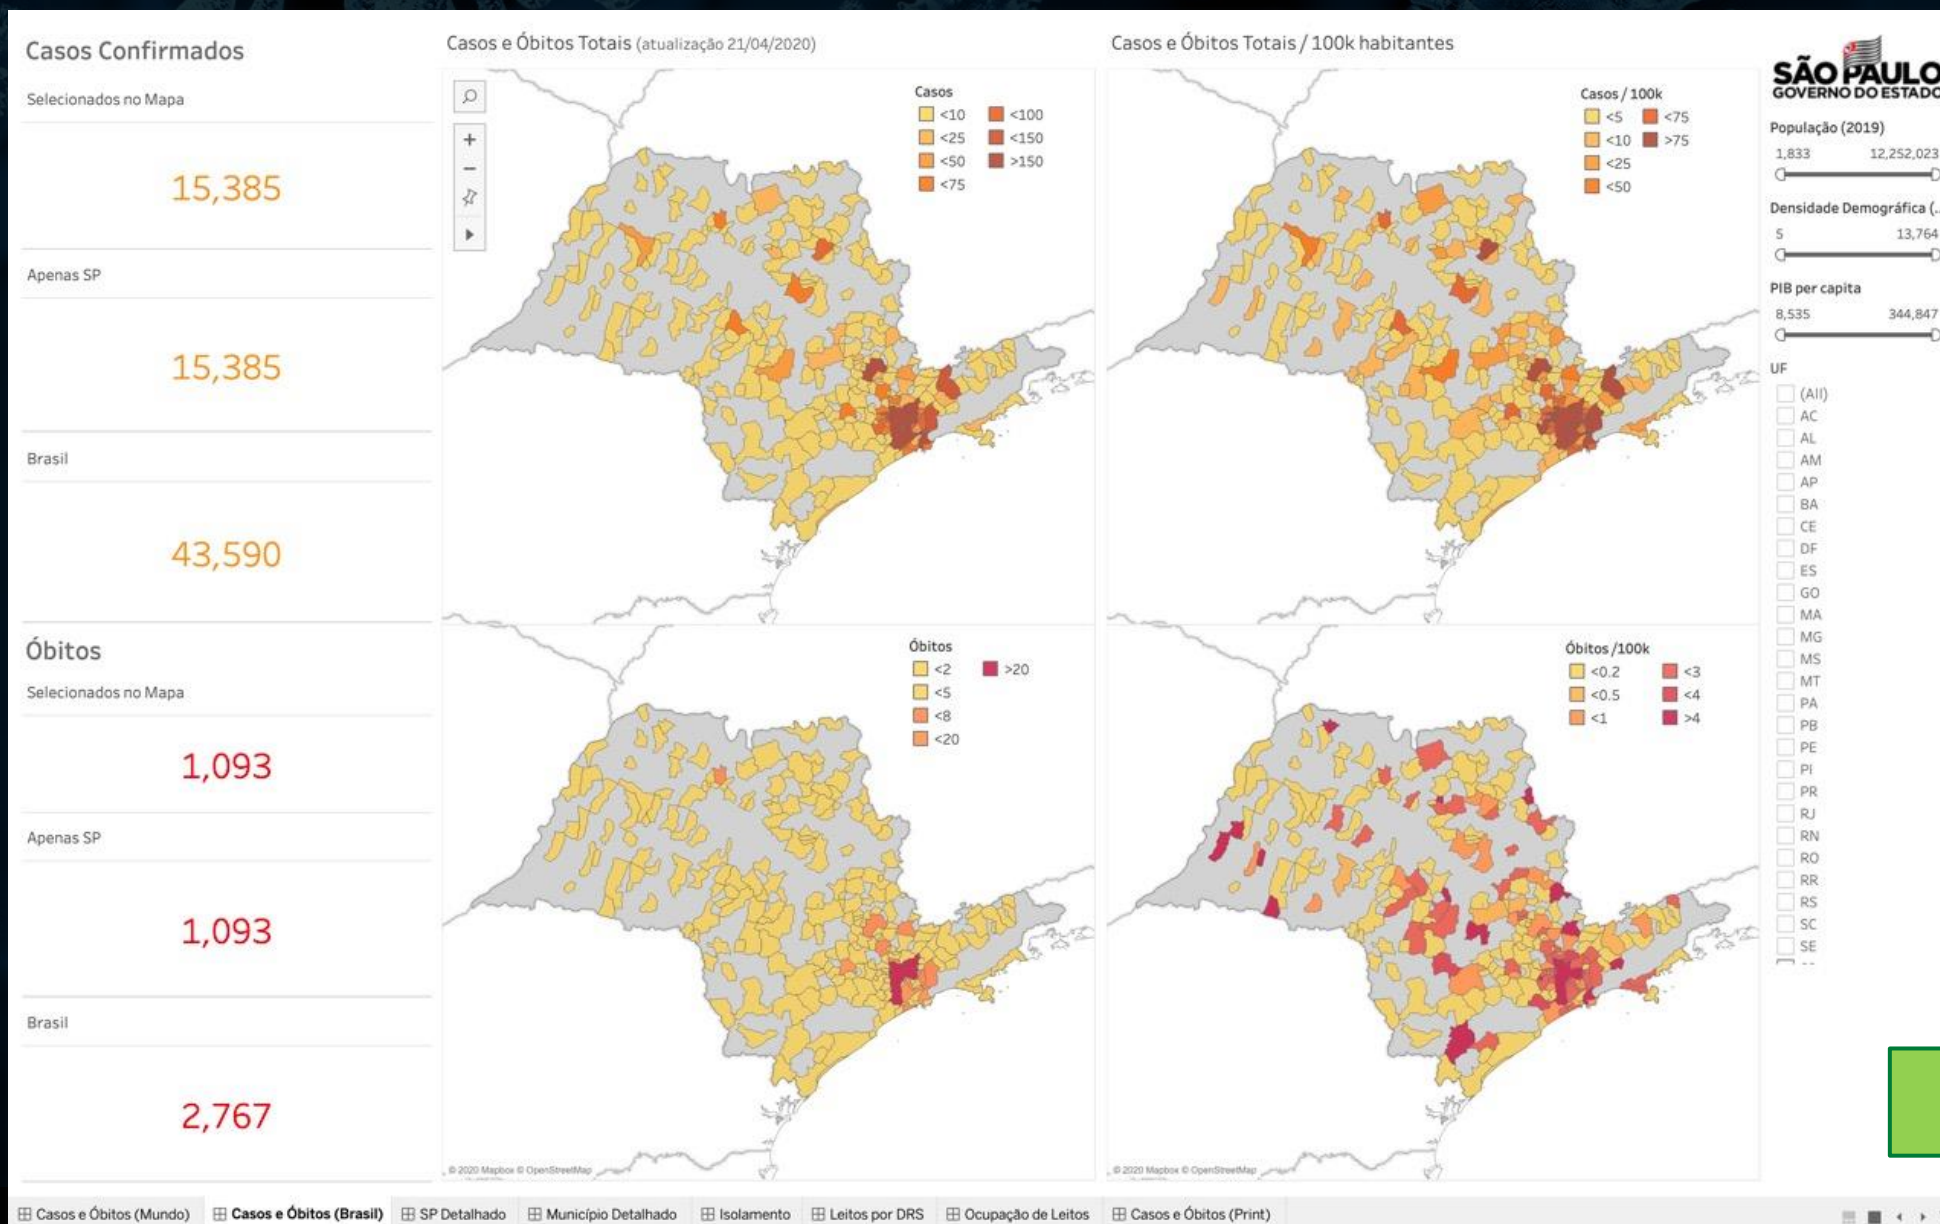 Casos Confirmados
Selecionados no Mapa
15,385
Apenas SP
15,385
Brasil
43,590
Óbitos
Selecionados no Mapa
1,093
Apenas SP
1,093
Brasil
2,767
Casos e Óbitos Totais (atualização 21/04/2020)
Casos
<10
<25
<50
<75
<100
<150
>150
Óbitos
<2
<5
<8
<20
>20
© 2020 Mapbox © OpenStreetMap
Casos e Óbitos Totais / 100k habitantes
Casos / 100k
<5
<10
<25
<50
<75
>75
Óbitos /100k
<0.2
<0.5
<1
<3
<4
>4
© 2020 Mapbox © OpenStreetMap
SÃO PAULO
GOVERNO DO ESTADO
População (2019)
1,833 12,252,023
Densidade Demográfica (..
5 13,764
PIB per capita
8,535 344,847
UF
(All)
AC
AL
AM
AP
BA
CE
DF
ES
GO
MA
MG
MS
MT
PA
PB
PE
PI
PR
RJ
RN
RO
RR
RS
SC
SE
Casos e Óbitos (Mundo) Casos e Óbitos (Brasil) SP Detalhado Município Detalhado Isolamento Leitos por DRS Ocupação de Leitos Casos e Óbitos (Print)